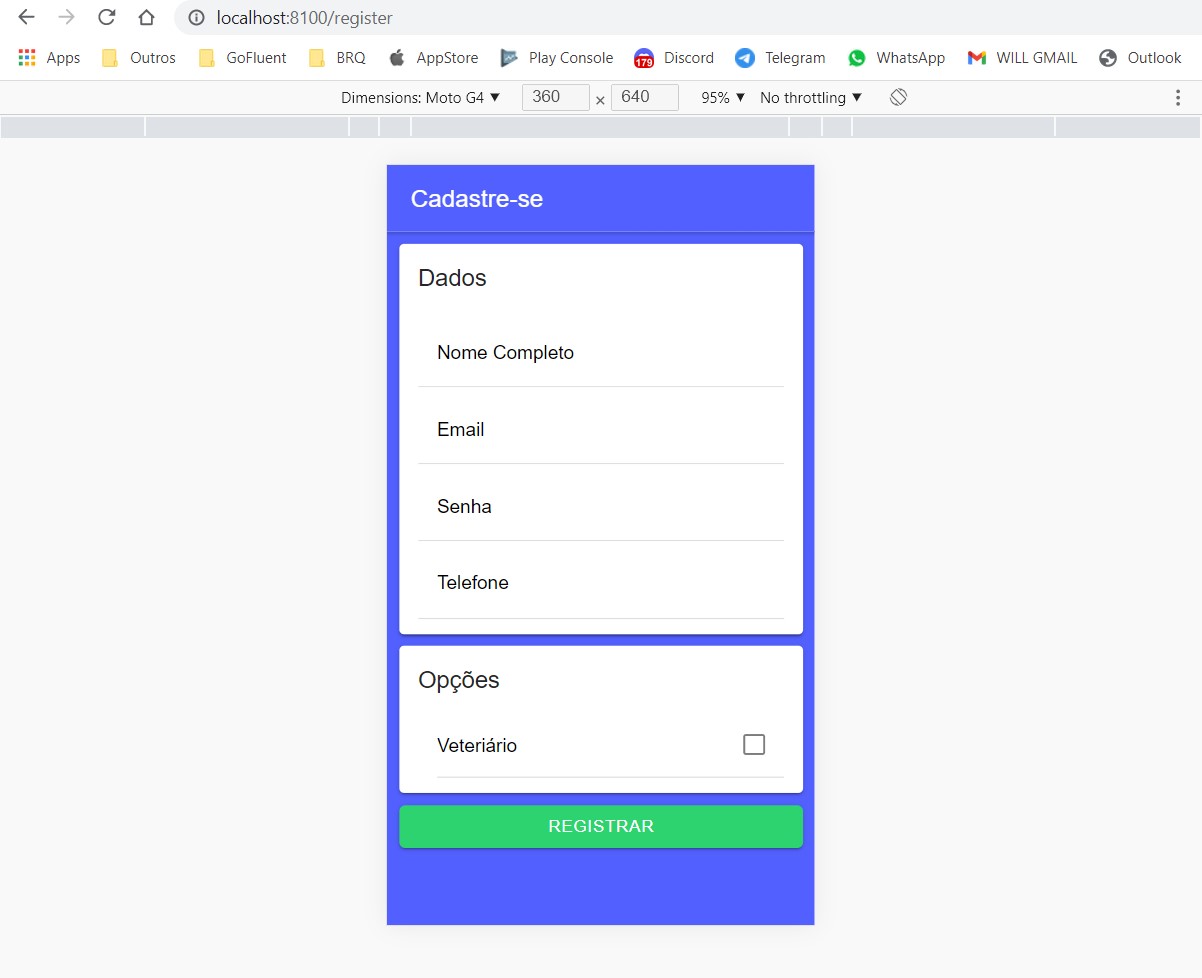 localhost:8100/register
Apps Outros GoFluent BRQ AppStore Play Console 179 Discord Telegram WhatsApp WILL GMAIL Outlook
Dimensions: Moto G4 ▼ 360 × 640 95% ▼ No throttling ▼
Cadastre-se
Dados
Nome Completo
Email
Senha
Telefone
Opções
Veteriário
REGISTRAR